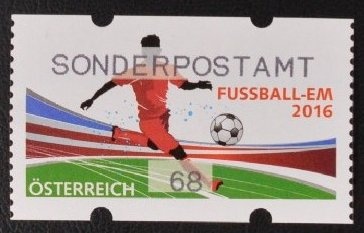 SONDERPOSTAMT
FUSSBALL-EM
2016
ÖSTERREICH
68